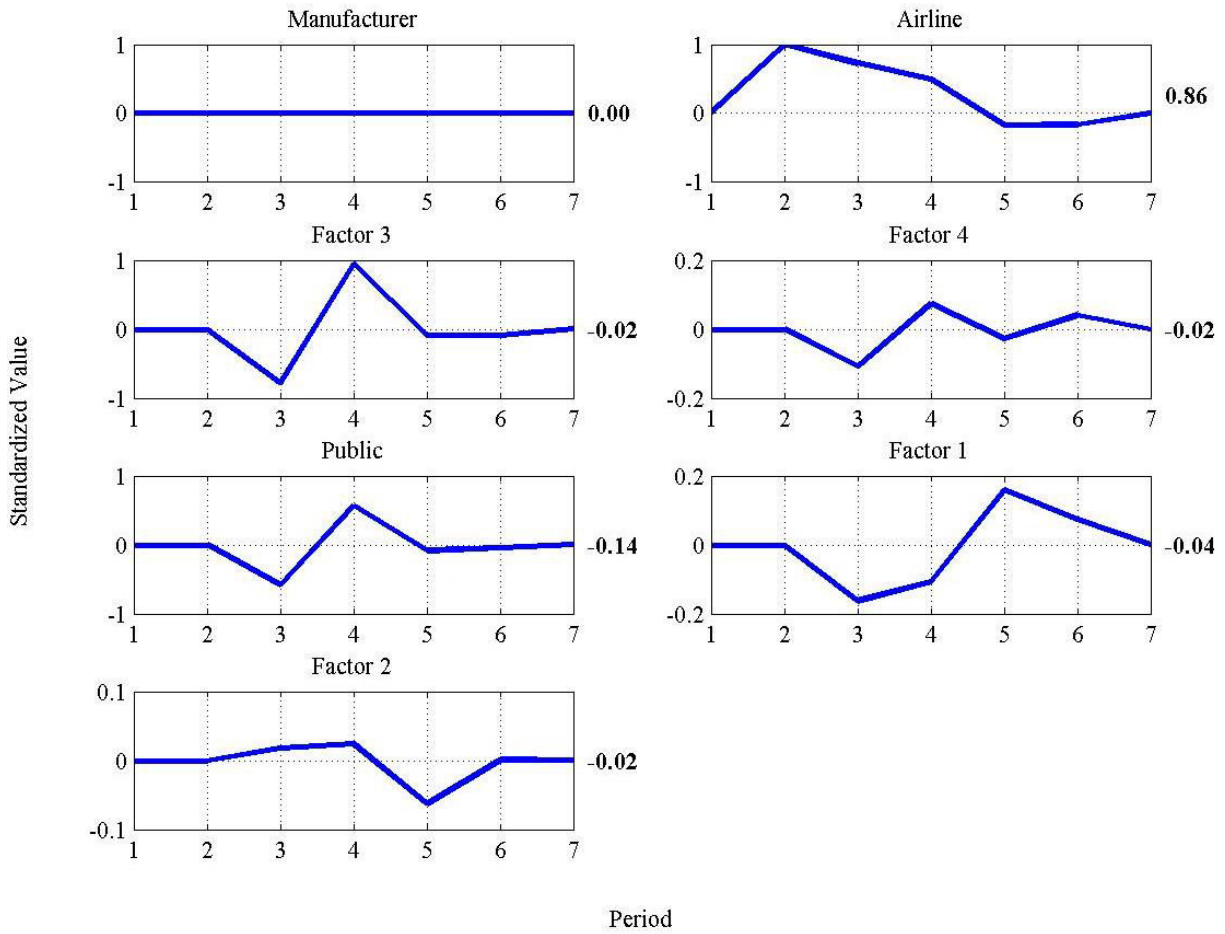 Manufacturer
1
0
-1
1 2 3 4 5 6 7
0.00
Airline
1
0
-1
1 2 3 4 5 6 7
0.86
Factor 3
1
0
-1
1 2 3 4 5 6 7
-0.02
Factor 4
0.2
0
-0.2
1 2 3 4 5 6 7
-0.02
Standardized Value
Public
1
0
-1
1 2 3 4 5 6 7
-0.14
Factor 1
0.2
0
-0.2
1 2 3 4 5 6 7
-0.04
Factor 2
0.1
0
-0.1
1 2 3 4 5 6 7
-0.02
Period